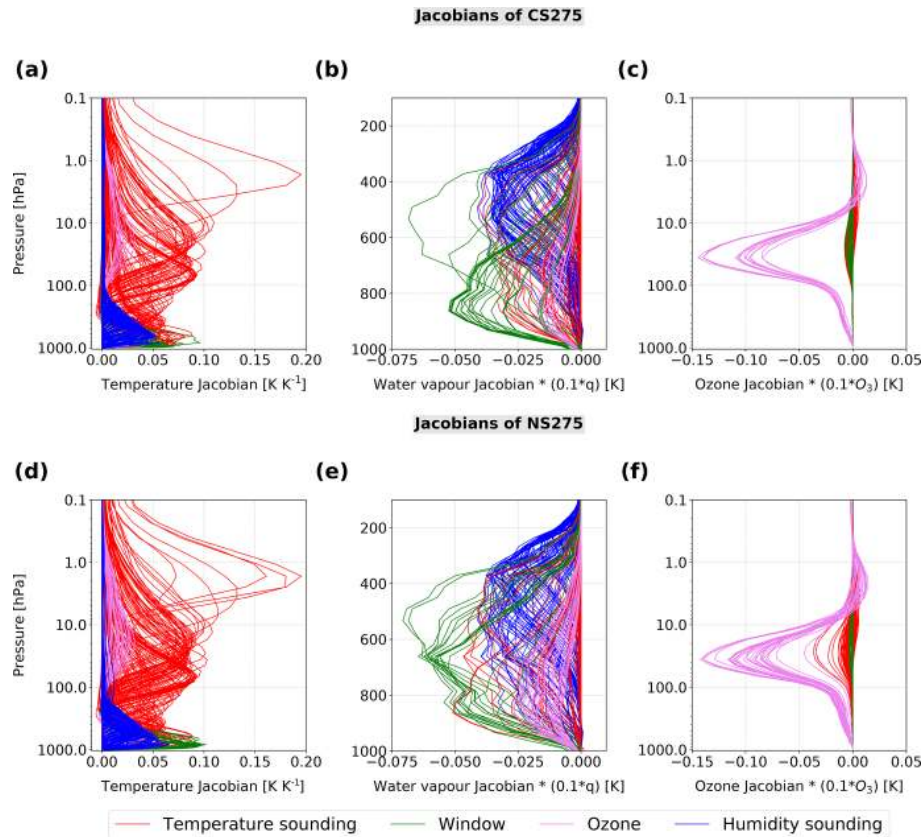 Jacobians of CS275
(a) (b) (c)
0.1
1.0
10.0
100.0
1000.0
Pressure [hPa]
0.00 0.05 0.10 0.15 0.20
Temperature Jacobian [K K⁻¹]
200
400
600
800
1000
−0.075 −0.050 −0.025 0.000
Water vapour Jacobian * (0.1*q) [K]
0.1
1.0
10.0
100.0
1000.0
−0.15 −0.10 −0.05 0.00 0.05
Ozone Jacobian * (0.1*O₃) [K]
Jacobians of NS275
(d) (e) (f)
0.1
1.0
10.0
100.0
1000.0
Pressure [hPa]
0.00 0.05 0.10 0.15 0.20
Temperature Jacobian [K K⁻¹]
200
400
600
800
1000
−0.075 −0.050 −0.025 0.000
Water vapour Jacobian * (0.1*q) [K]
0.1
1.0
10.0
100.0
1000.0
−0.15 −0.10 −0.05 0.00 0.05
Ozone Jacobian * (0.1*O₃) [K]
Temperature sounding Window Ozone Humidity sounding